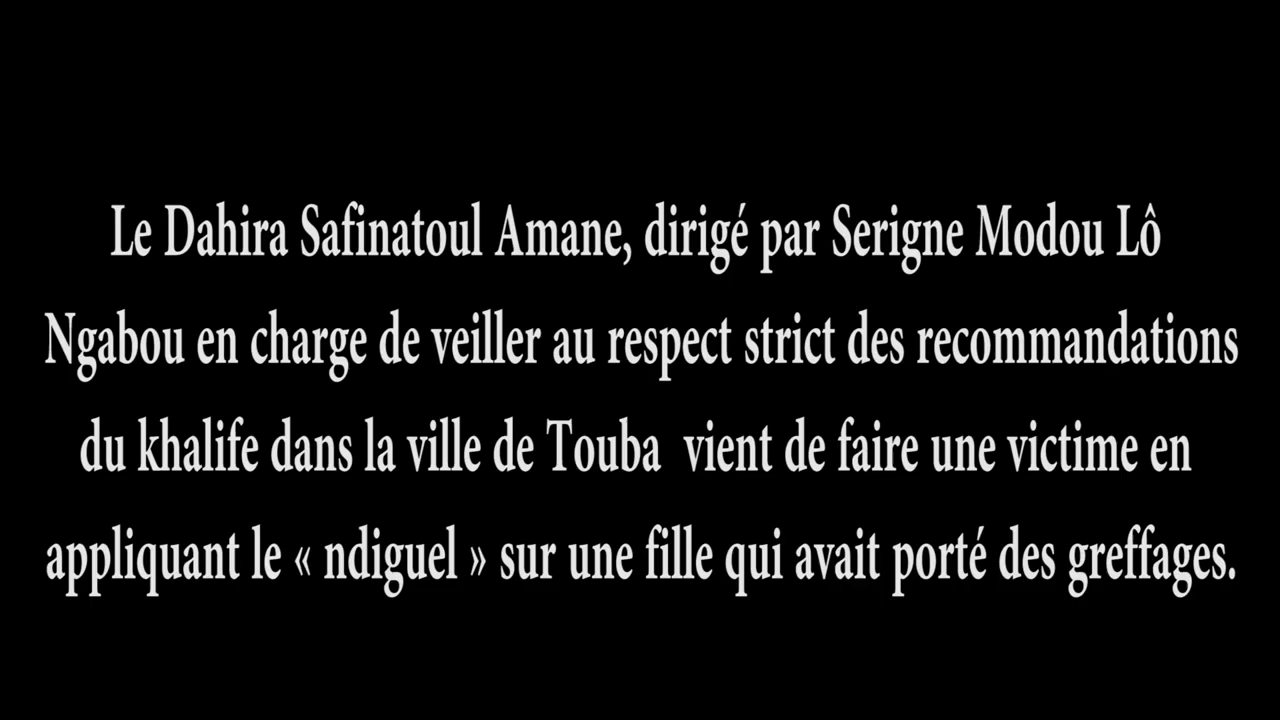 Le Dahira Safinatoul Amane, dirigé par Serigne Modou Lô
Ngabou en charge de veiller au respect strict des recommandations
du khalife dans la ville de Touba  vient de faire une victime en
appliquant le « ndiguel » sur une fille qui avait porté des greffages.